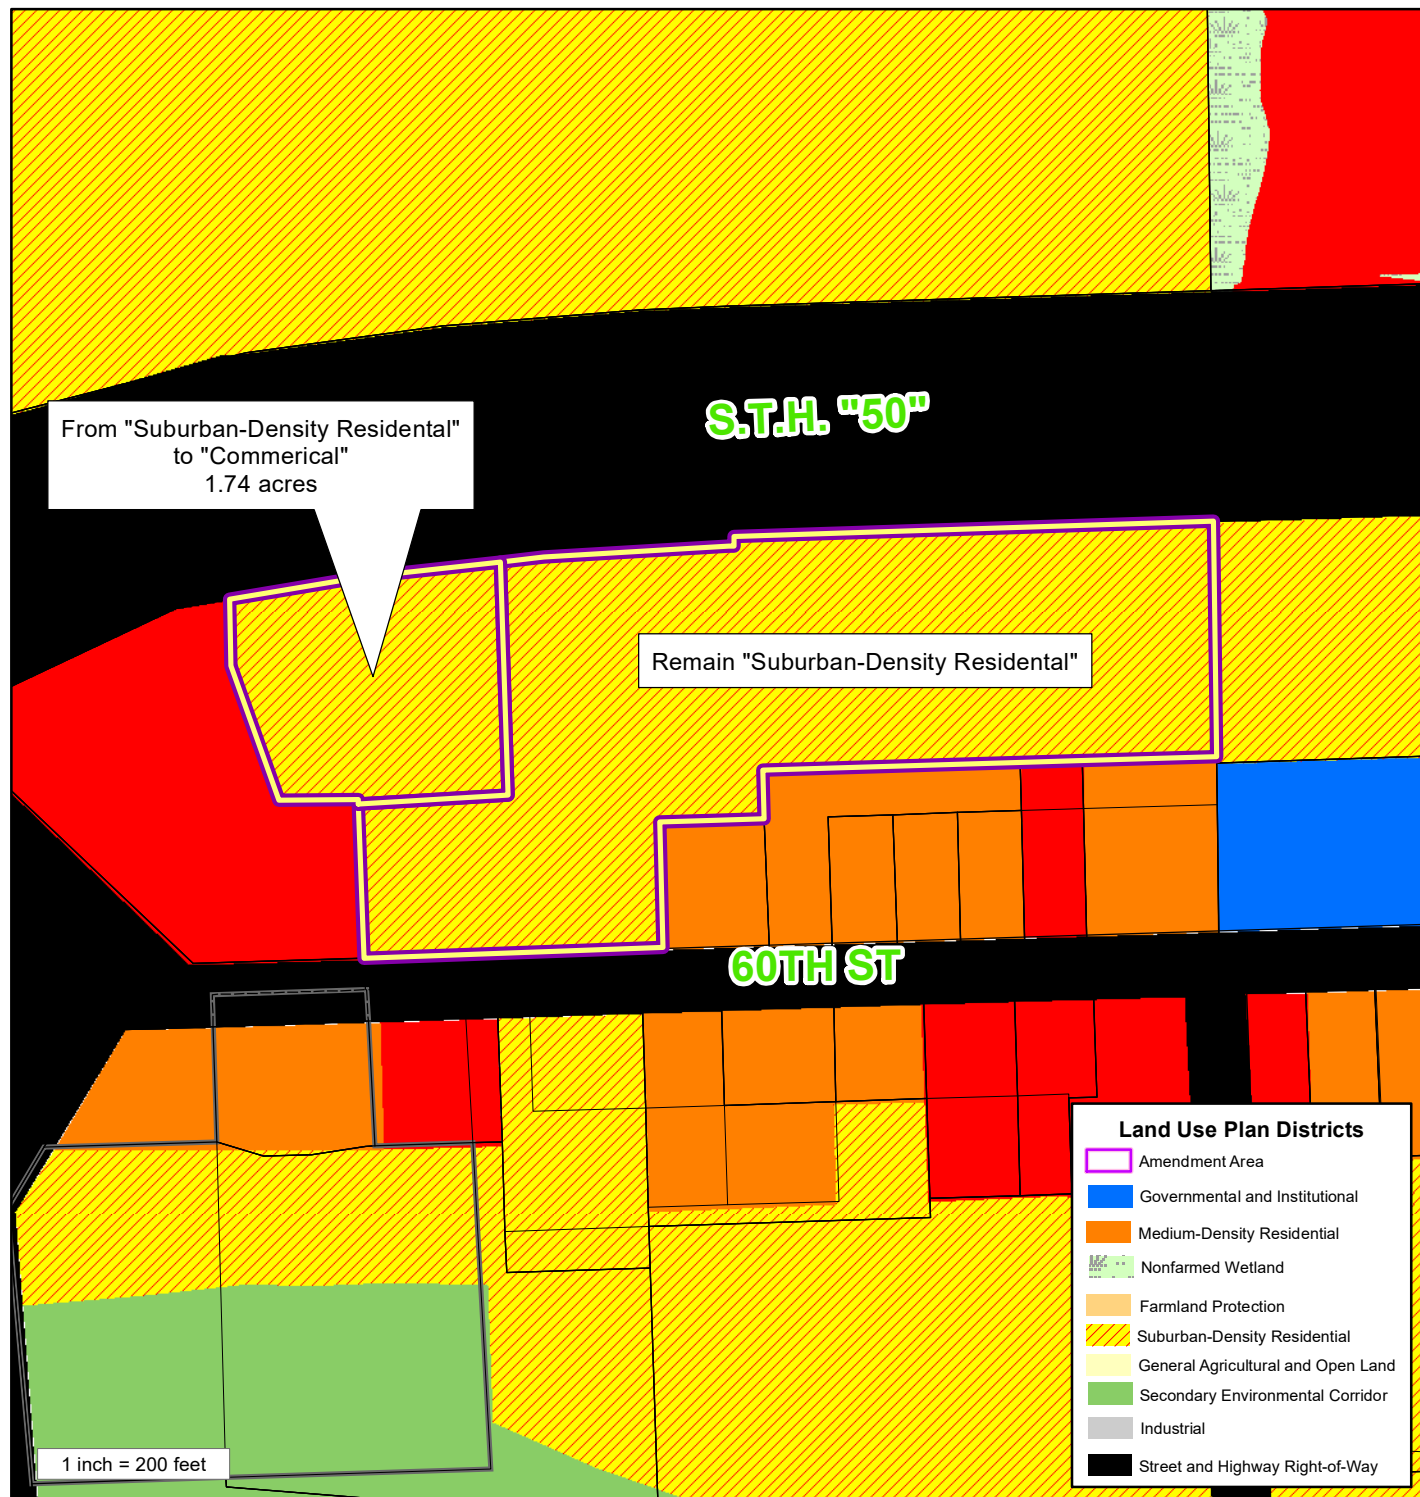 S.T.H. "50"
From "Suburban-Density Residental"
to "Commerical"
1.74 acres
Remain "Suburban-Density Residental"
60TH ST
Land Use Plan Districts
Amendment Area
Governmental and Institutional
Medium-Density Residential
Nonfarmed Wetland
Farmland Protection
Suburban-Density Residential
General Agricultural and Open Land
Secondary Environmental Corridor
Industrial
Street and Highway Right-of-Way
1 inch = 200 feet